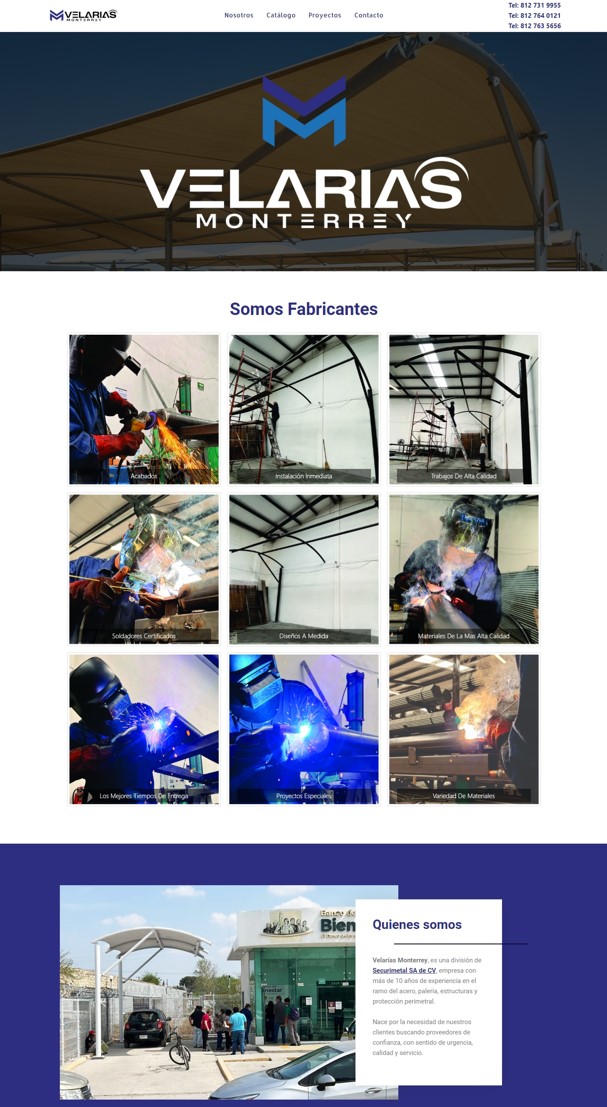 VELARIAS
MONTERREY
Nosotros Catálogo Proyectos Contacto
Tel: 812 731 9955
Tel: 812 764 0121
Tel: 812 763 5656
VELARIAS
MONTERREY
Somos Fabricantes
Acabados
Instalación Inmediata
Trabajos De Alta Calidad
Soldadores Certificados
Diseños A Medida
Materiales De La Mas Alta Calidad
Los Mejores Tiempos De Entrega
Proyectos Especiales
Variedad De Materiales
Bien
Quienes somos
Velarías Monterrey, es una división de
Securimetal SA de CV, empresa con
más de 10 años de experiencia en el
ramo del acero, paleria, estructuras y
protección perimetral.
Nace por la necesidad de nuestros
clientes buscando proveedores de
confianza, con sentido de urgencia,
calidad y servicio.